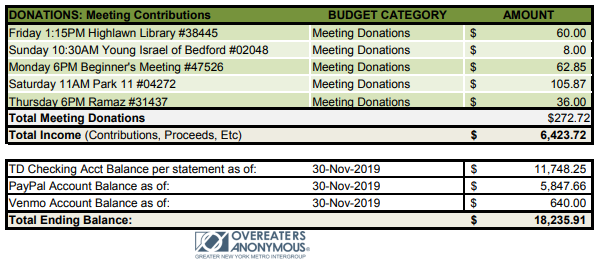 DONATIONS: Meeting Contributions BUDGET CATEGORY AMOUNT
Friday 1:15PM Highlawn Library #38445 Meeting Donations $ 60.00
Sunday 10:30AM Young Israel of Bedford #02048 Meeting Donations $ 8.00
Monday 6PM Beginner's Meeting #47526 Meeting Donations $ 62.85
Saturday 11AM Park 11 #04272 Meeting Donations $ 105.87
Thursday 6PM Ramaz #31437 Meeting Donations $ 36.00
Total Meeting Donations $272.72
Total Income (Contributions, Proceeds, Etc) $ 6,423.72
TD Checking Acct Balance per statement as of: 30-Nov-2019 $ 11,748.25
PayPal Account Balance as of: 30-Nov-2019 $ 5,847.66
Venmo Account Balance as of: 30-Nov-2019 $ 640.00
Total Ending Balance: $ 18,235.91
OVEREATERS
ANONYMOUS®
GREATER NEW YORK METRO INTERGROUP